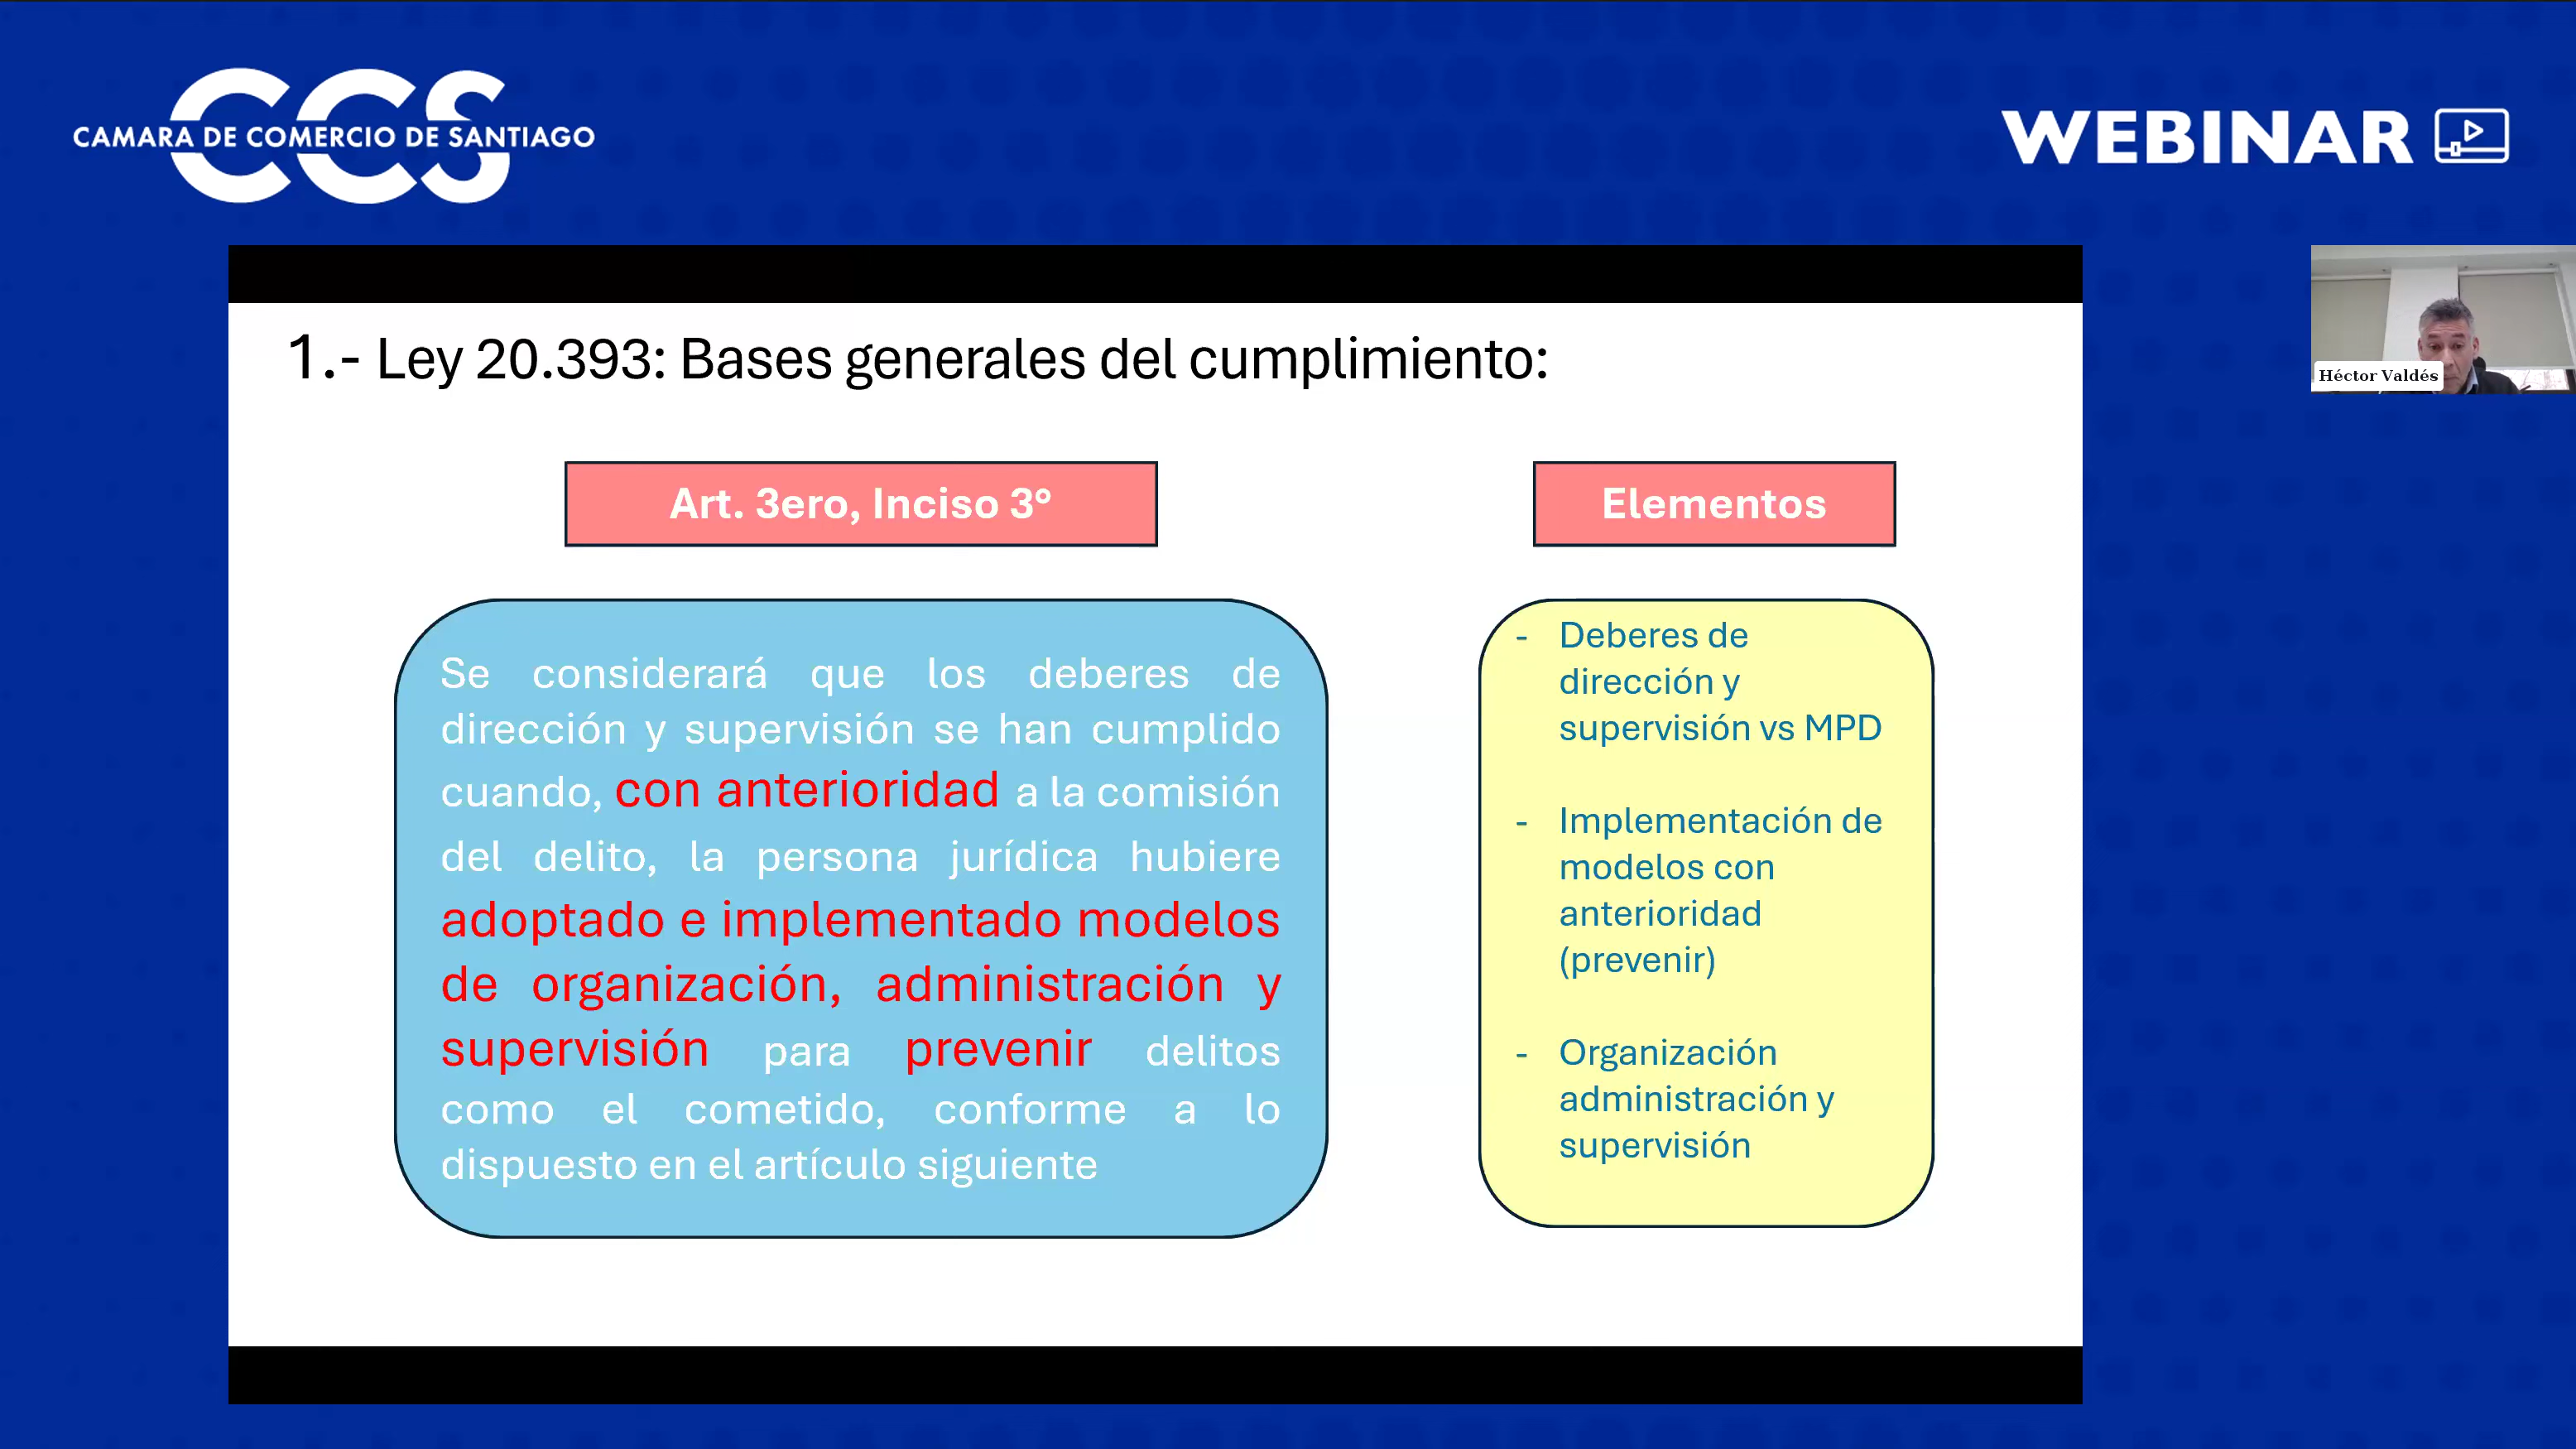 CCS
CAMARA DE COMERCIO DE SANTIAGO
WEBINAR
Héctor Valdés
1.- Ley 20.393: Bases generales del cumplimiento:
Art. 3ero, Inciso 3°
Se considerará que los deberes de
dirección y supervisión se han cumplido
cuando, con anterioridad a la comisión
del delito, la persona jurídica hubiere
adoptado e implementado modelos
de organización, administración y
supervisión para prevenir delitos
como el cometido, conforme a lo
dispuesto en el artículo siguiente
Elementos
- Deberes de
dirección y
supervisión vs MPD
- Implementación de
modelos con
anterioridad
(prevenir)
- Organización
administración y
supervisión